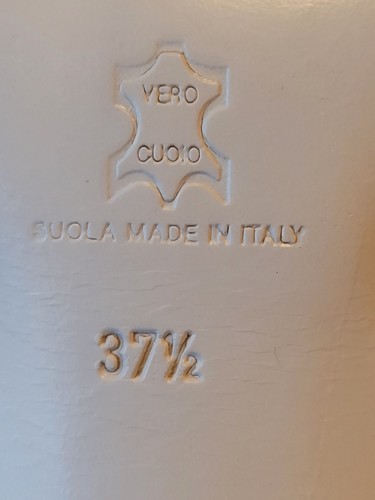 VERO
CUOIO
SUOLA MADE IN ITALY
37½